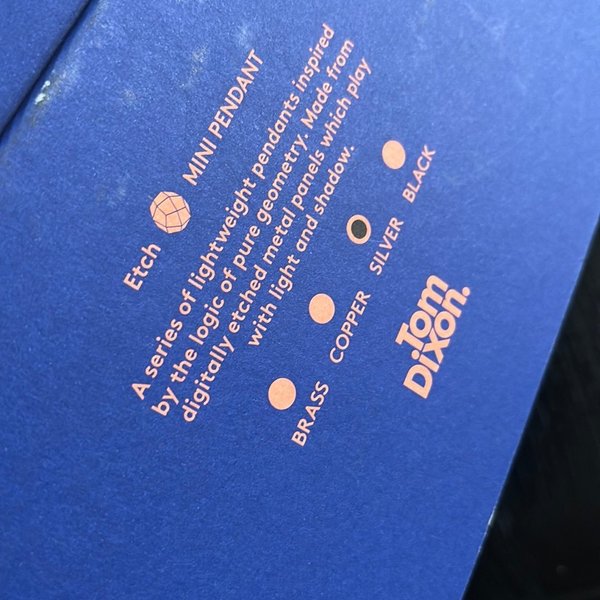 Etch MINI PENDANT
A series of lightweight pendants inspired
by the logic of pure geometry. Made from
digitally etched metal panels which play
with light and shadow.
BRASS COPPER SILVER BLACK
Tom
Dixon.